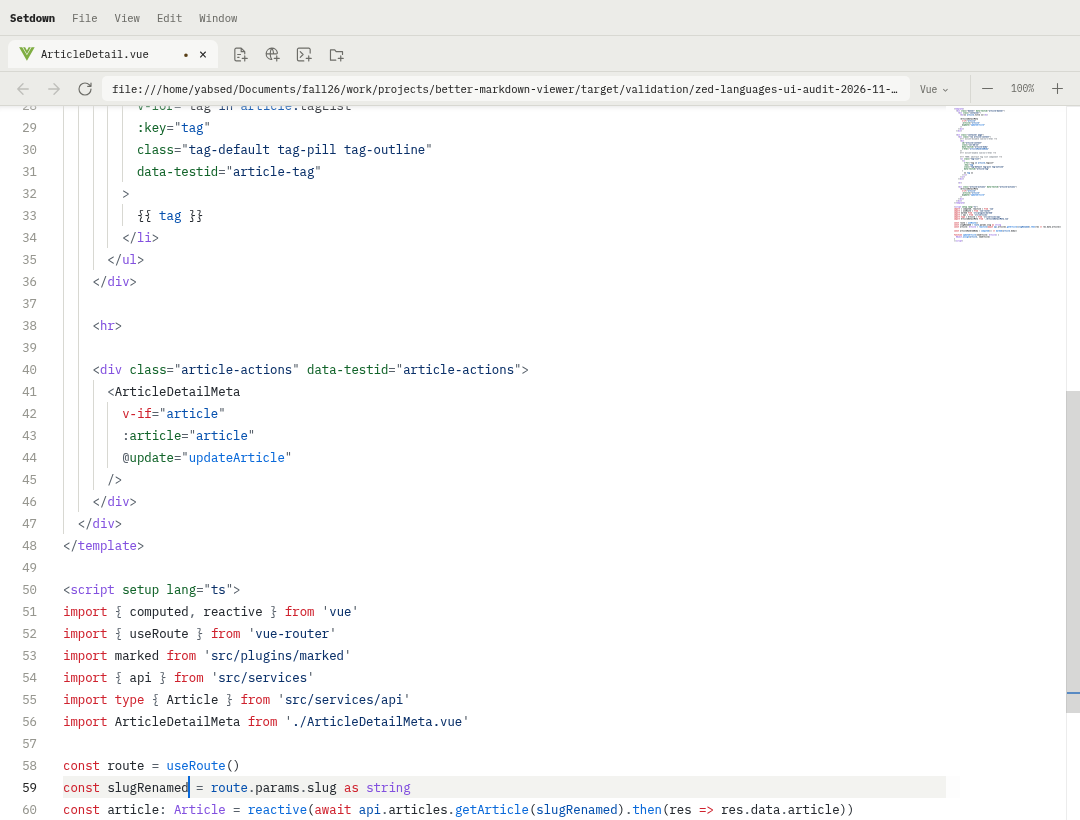 Setdown File View Edit Window
ArticleDetail.vue
file:///home/yabsed/Documents/fall26/work/projects/better-markdown-viewer/target/validation/zed-languages-ui-audit-2026-11-… Vue 100%
28 v-for="tag in article.tagList"
29 :key="tag"
30 class="tag-default tag-pill tag-outline"
31 data-testid="article-tag"
32 >
33 {{ tag }}
34 </li>
35 </ul>
36 </div>
37
38 <hr>
39
40 <div class="article-actions" data-testid="article-actions">
41 <ArticleDetailMeta
42 v-if="article"
43 :article="article"
44 @update="updateArticle"
45 />
46 </div>
47 </div>
48 </template>
49
50 <script setup lang="ts">
51 import { computed, reactive } from 'vue'
52 import { useRoute } from 'vue-router'
53 import marked from 'src/plugins/marked'
54 import { api } from 'src/services'
55 import type { Article } from 'src/services/api'
56 import ArticleDetailMeta from './ArticleDetailMeta.vue'
57
58 const route = useRoute()
59 const slugRenamed = route.params.slug as string
60 const article: Article = reactive(await api.articles.getArticle(slugRenamed).then(res => res.data.article))